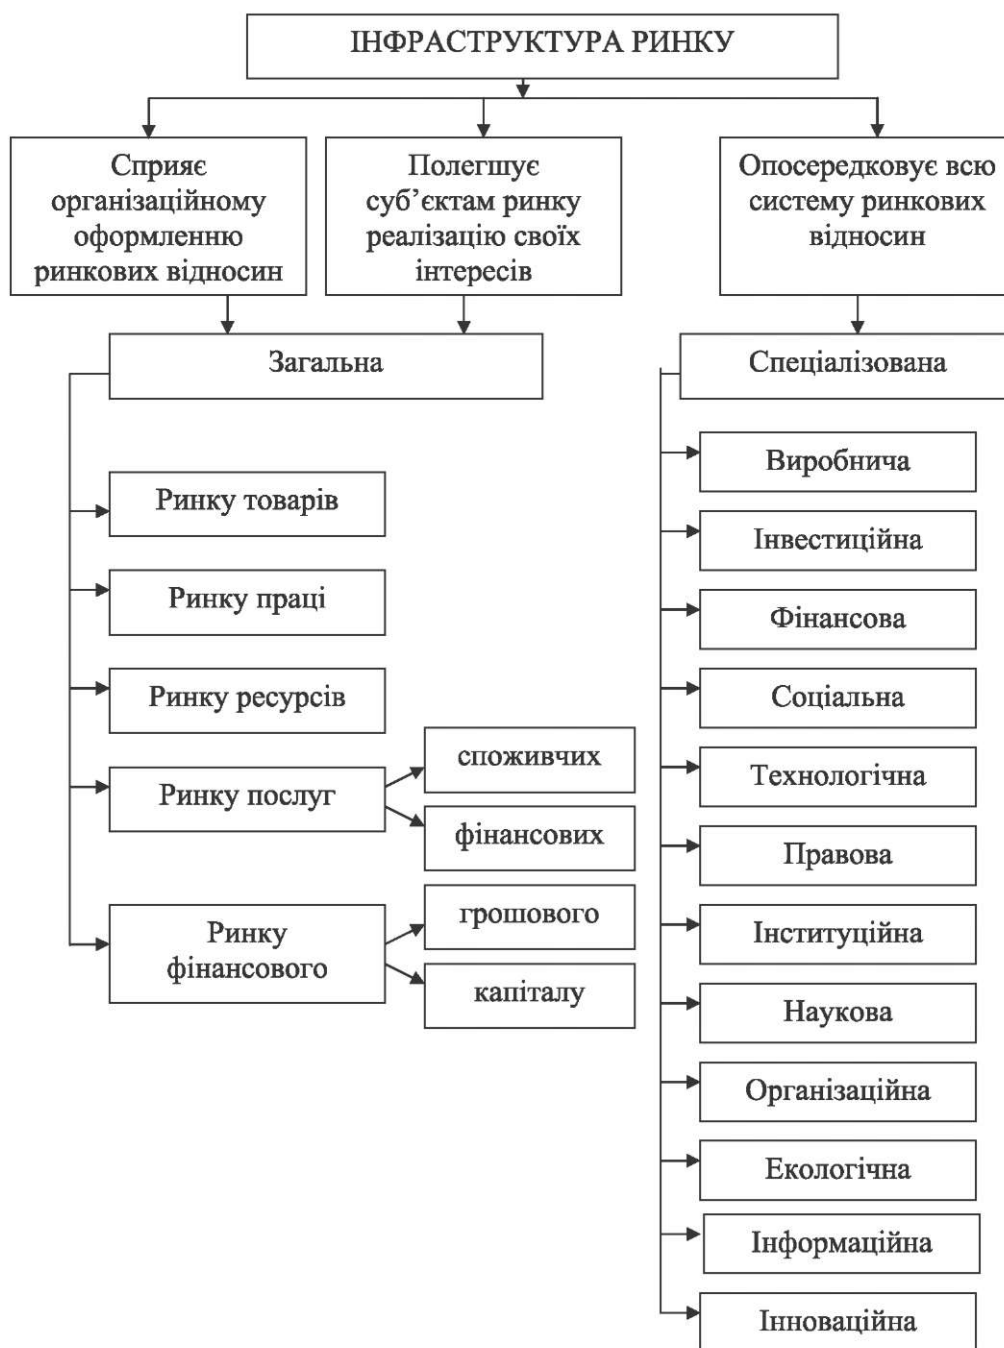 ІНФРАСТРУКТУРА РИНКУ
Сприяє
організаційному
оформленню
ринкових відносин
Полегшує
суб’єктам ринку
реалізацію своїх
інтересів
Опосередковує всю
систему ринкових
відносин
Загальна
Ринку товарів
Ринку праці
Ринку ресурсів
Ринку послуг
споживчих
фінансових
Ринку
фінансового
грошового
капіталу
Спеціалізована
Виробнича
Інвестиційна
Фінансова
Соціальна
Технологічна
Правова
Інституційна
Наукова
Організаційна
Екологічна
Інформаційна
Інноваційна